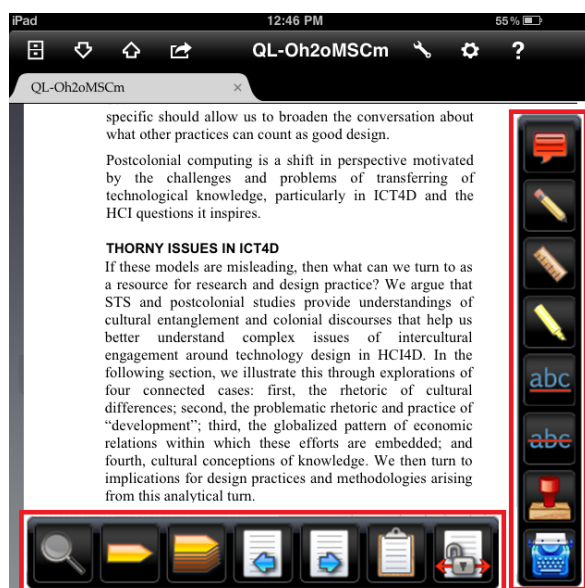 iPad 12:46 PM 55%
QL-Oh2oMSCm ?
QL-Oh2oMSCm ×
specific should allow us to broaden the conversation about
what other practices can count as good design.
Postcolonial computing is a shift in perspective motivated
by the challenges and problems of transferring of
technological knowledge, particularly in ICT4D and the
HCI questions it inspires.
THORNY ISSUES IN ICT4D
If these models are misleading, then what can we turn to as
a resource for research and design practice? We argue that
STS and postcolonial studies provide understandings of
cultural entanglement and colonial discourses that help us
better understand complex issues of intercultural
engagement around technology design in HCI4D. In the
following section, we illustrate this through explorations of
four connected cases: first, the rhetoric of cultural
differences; second, the problematic rhetoric and practice of
“development”; third, the globalized pattern of economic
relations within which these efforts are embedded; and
fourth, cultural conceptions of knowledge. We then turn to
implications for design practices and methodologies arising
from this analytical turn.
abc
abc